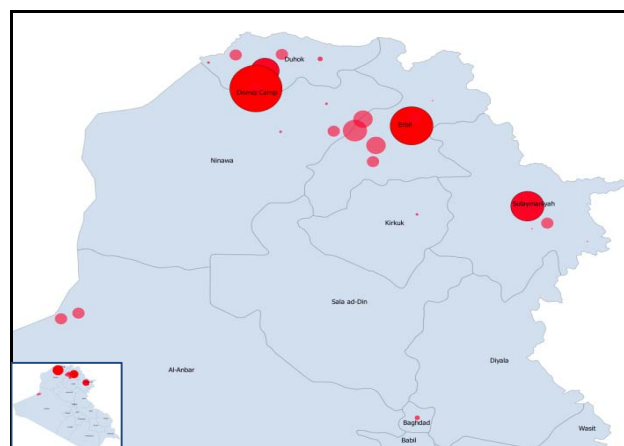 Duhok
Domiz Camp
Erbil
Ninawa
Sulaymaniyah
Kirkuk
Sala ad-Din
Al-Anbar
Diyala
Baghdad
Wasit
Babil